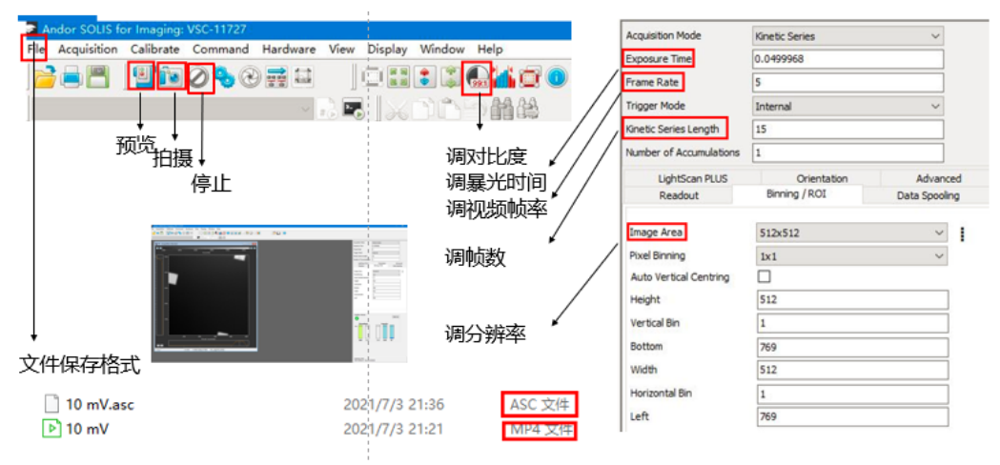 Andor SOLIS for Imaging: VSC-11727
File Acquisition Calibrate Command Hardware View Display Window Help
99:1
预览
拍摄
停止
调对比度
调暴光时间
调视频帧率
调帧数
调分辨率
文件保存格式
10 mV.asc 2021/7/3 21:36 ASC 文件
10 mV 2021/7/3 21:21 MP4 文件
Acquisition Mode Kinetic Series
Exposure Time 0.0499968
Frame Rate 5
Trigger Mode Internal
Kinetic Series Length 15
Number of Accumulations 1
LightScan PLUS Orientation Advanced
Readout Binning / ROI Data Spooling
Image Area 512x512
Pixel Binning 1x1
Auto Vertical Centring
Height 512
Vertical Bin 1
Bottom 769
Width 512
Horizontal Bin 1
Left 769